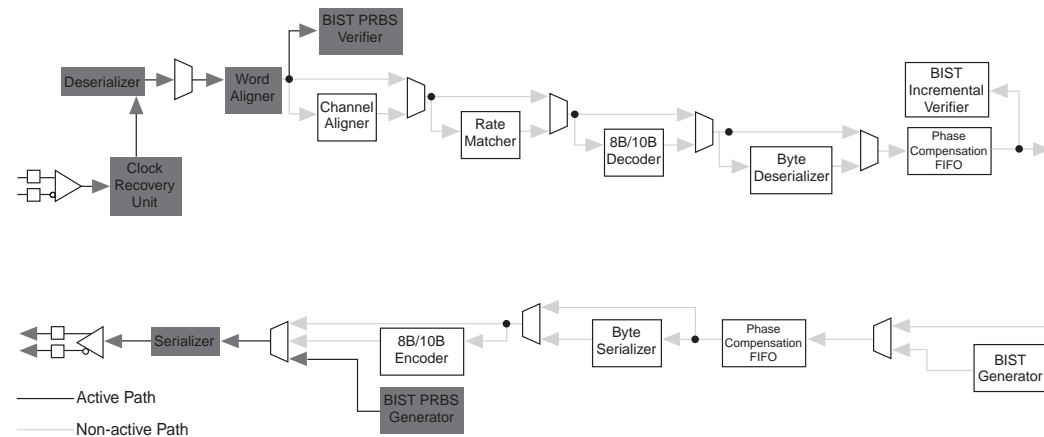 BIST PRBS
Verifier
Deserializer
Word
Aligner
Channel
Aligner
Rate
Matcher
8B/10B
Decoder
Byte
Deserializer
BIST
Incremental
Verifier
Phase
Compensation
FIFO
Clock
Recovery
Unit
Serializer
8B/10B
Encoder
BIST PRBS
Generator
Byte
Serializer
Phase
Compensation
FIFO
BIST
Generator
Active Path
Non-active Path